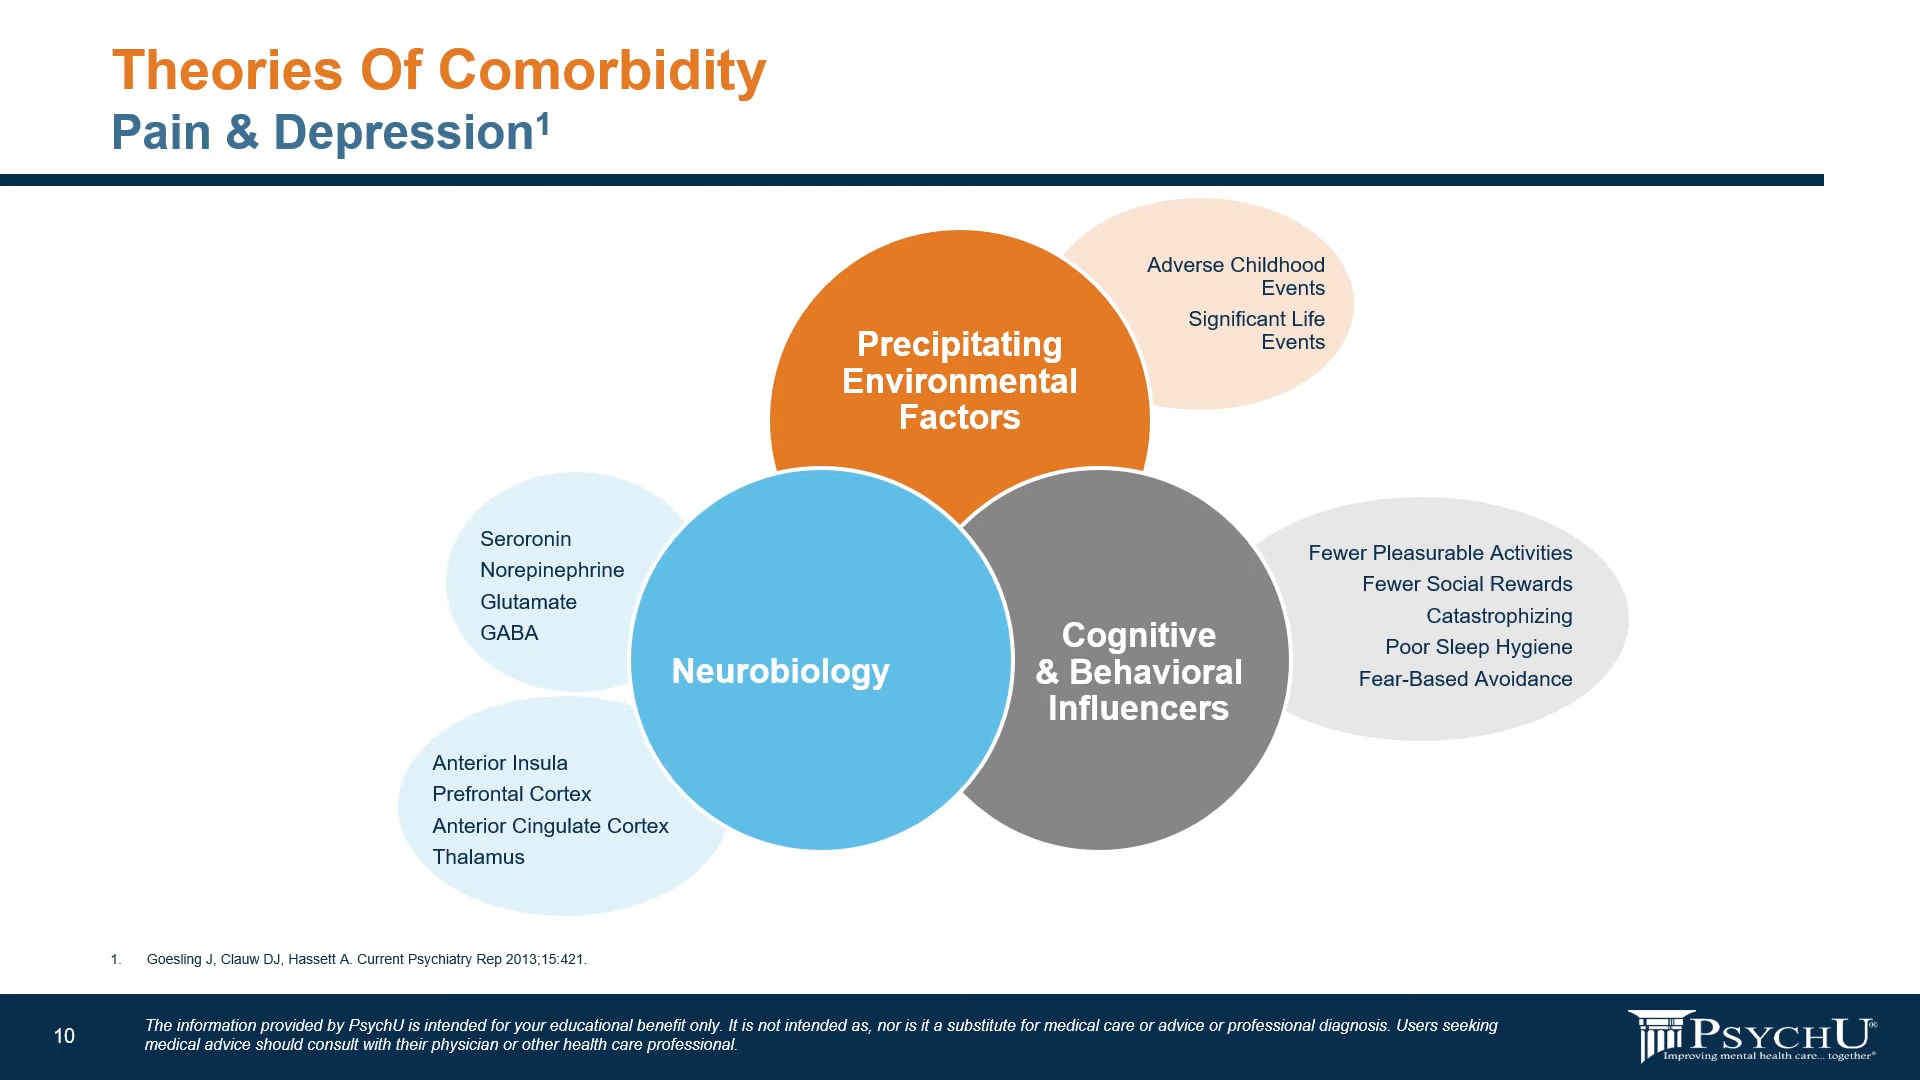 Theories Of Comorbidity
Pain & Depression¹
Adverse Childhood
Events
Significant Life
Events
Precipitating
Environmental
Factors
Seroronin
Norepinephrine
Glutamate
GABA
Neurobiology
Cognitive
& Behavioral
Influencers
Fewer Pleasurable Activities
Fewer Social Rewards
Catastrophizing
Poor Sleep Hygiene
Fear-Based Avoidance
Anterior Insula
Prefrontal Cortex
Anterior Cingulate Cortex
Thalamus
1. Goesling J, Clauw DJ, Hassett A. Current Psychiatry Rep 2013;15:421.
10
The information provided by PsychU is intended for your educational benefit only. It is not intended as, nor is it a substitute for medical care or advice or professional diagnosis. Users seeking
medical advice should consult with their physician or other health care professional.
PSYCHU®
Improving mental health care... together®